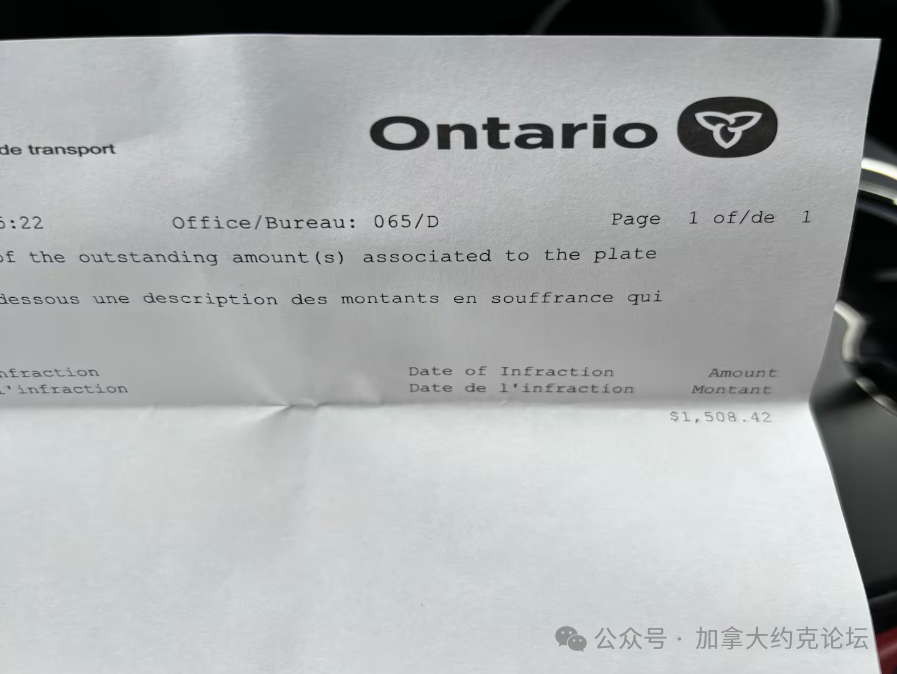 Ontario
de transport
6:22 Office/Bureau: 065/D Page 1 of/de 1
of the outstanding amount(s) associated to the plate
dessous une description des montants en souffrance qui
nfraction Date of Infraction Amount
l'infraction Date de l'infraction Montant
$1,508.42
公众号 · 加拿大约克论坛